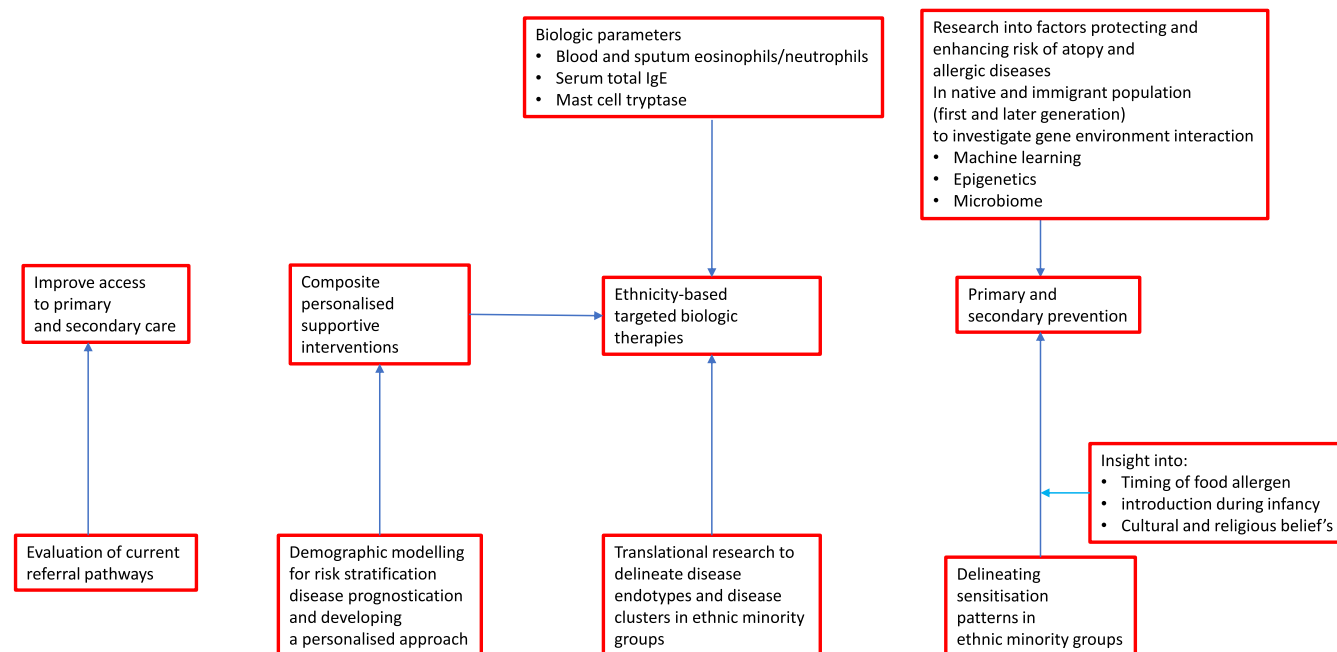 Biologic parameters
• Blood and sputum eosinophils/neutrophils
• Serum total IgE
• Mast cell tryptase
Research into factors protecting and
enhancing risk of atopy and
allergic diseases
In native and immigrant population
(first and later generation)
to investigate gene environment interaction
• Machine learning
• Epigenetics
• Microbiome
Improve access
to primary
and secondary care
Composite
personalised
supportive
interventions
Ethnicity-based
targeted biologic
therapies
Primary and
secondary prevention
Insight into:
• Timing of food allergen
• introduction during infancy
• Cultural and religious belief's
Evaluation of current
referral pathways
Demographic modelling
for risk stratification
disease prognostication
and developing
a personalised approach
Translational research to
delineate disease
endotypes and disease
clusters in ethnic minority
groups
Delineating
sensitisation
patterns in
ethnic minority groups